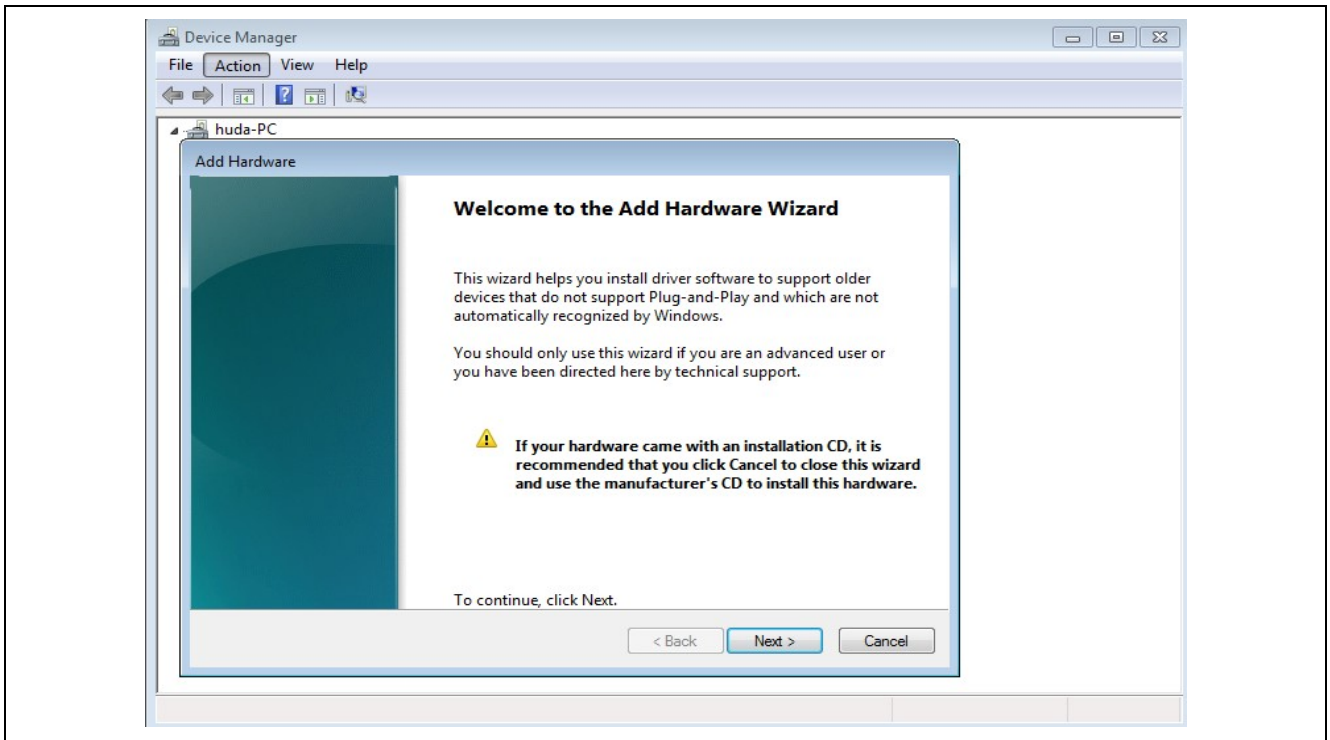 Device Manager
File Action View Help
huda-PC
Add Hardware
Welcome to the Add Hardware Wizard
This wizard helps you install driver software to support older
devices that do not support Plug-and-Play and which are not
automatically recognized by Windows.
You should only use this wizard if you are an advanced user or
you have been directed here by technical support.
If your hardware came with an installation CD, it is
recommended that you click Cancel to close this wizard
and use the manufacturer's CD to install this hardware.
To continue, click Next.
< Back Next > Cancel